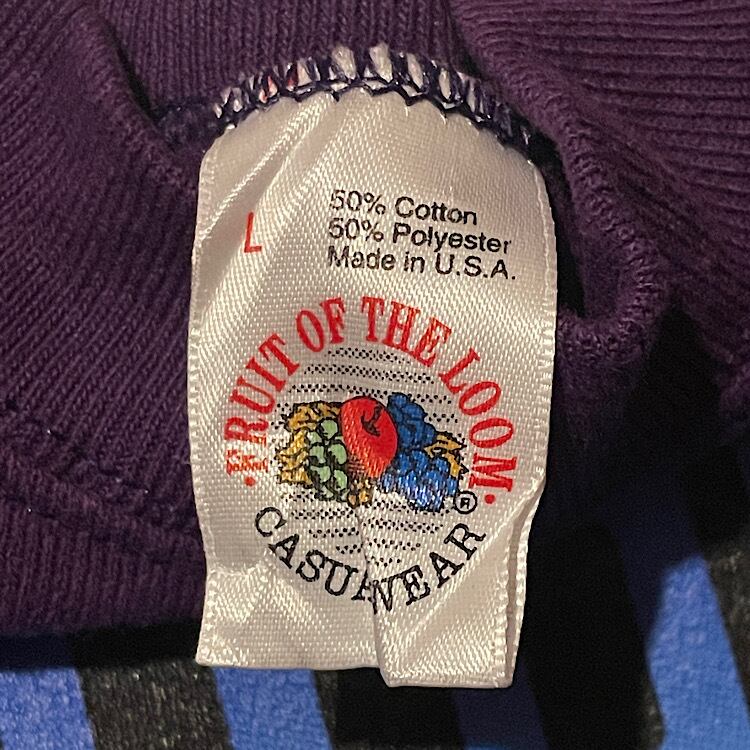 50% Cotton
L
50% Polyester
Made in U.S.A.
·FRUIT OF THE LOOM·
®
CASUALWEAR